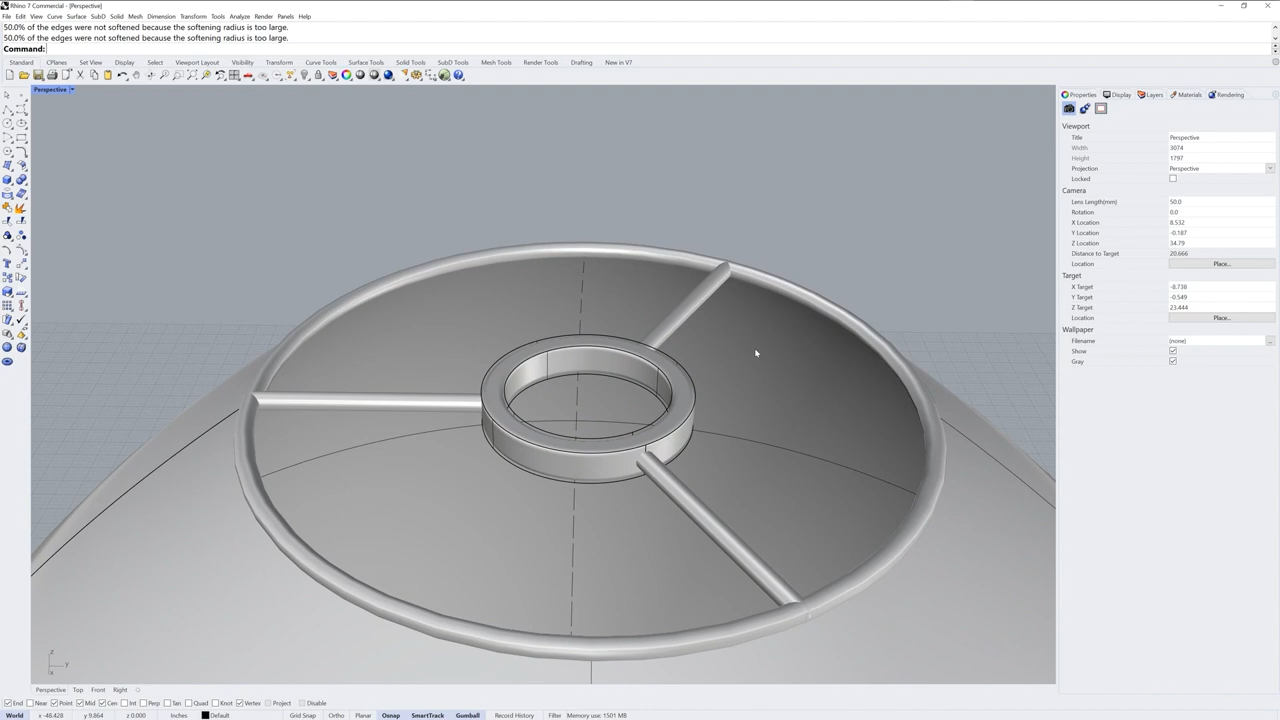 Rhino 7 Commercial - [Perspective]
File Edit View Curve Surface SubD Solid Mesh Dimension Transform Tools Analyze Render Panels Help
50.0% of the edges were not softened because the softening radius is too large.
50.0% of the edges were not softened because the softening radius is too large.
Command:
Standard CPlanes Set View Display Select Viewport Layout Visibility Transform Curve Tools Surface Tools Solid Tools SubD Tools Mesh Tools Render Tools Drafting New in V7
Perspective
Properties Display Layers Materials Rendering
Viewport
Title Perspective
Width 3074
Height 1797
Projection Perspective
Locked
Camera
Lens Length(mm) 50.0
Rotation 0.0
X Location 8.532
Y Location -0.187
Z Location 34.79
Distance to Target 20.666
Location Place...
Target
X Target -8.738
Y Target -0.549
Z Target 23.444
Location Place...
Wallpaper
Filename (none) ...
Show
Gray
z
y
x
Perspective Top Front Right
End Near Point Mid Cen Int Perp Tan Quad Knot Vertex Project Disable
World x -48.428 y 9.864 z 0.000 Inches Default Grid Snap Ortho Planar Osnap SmartTrack Gumball Record History Filter Memory use: 1501 MB